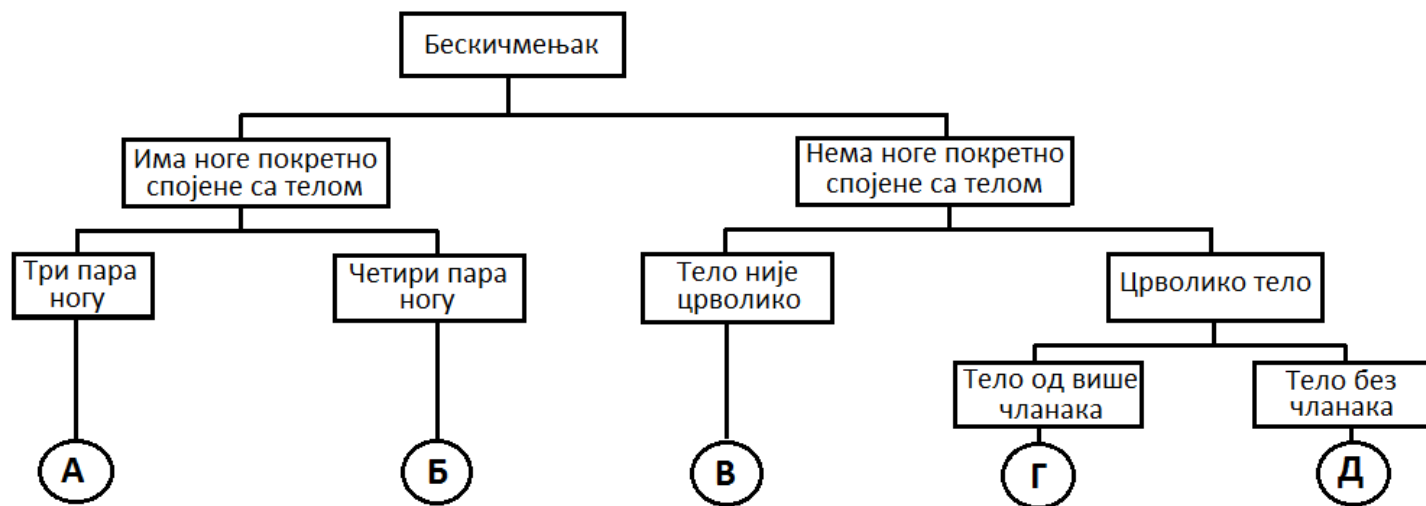 Бескичмењак
Има ноге покретно
спојене са телом
Нема ноге покретно
спојене са телом
Три пара
ногу
Четири пара
ногу
Тело није
црволико
Црволико тело
Тело од више
чланака
Тело без
чланака
А
Б
В
Г
Д